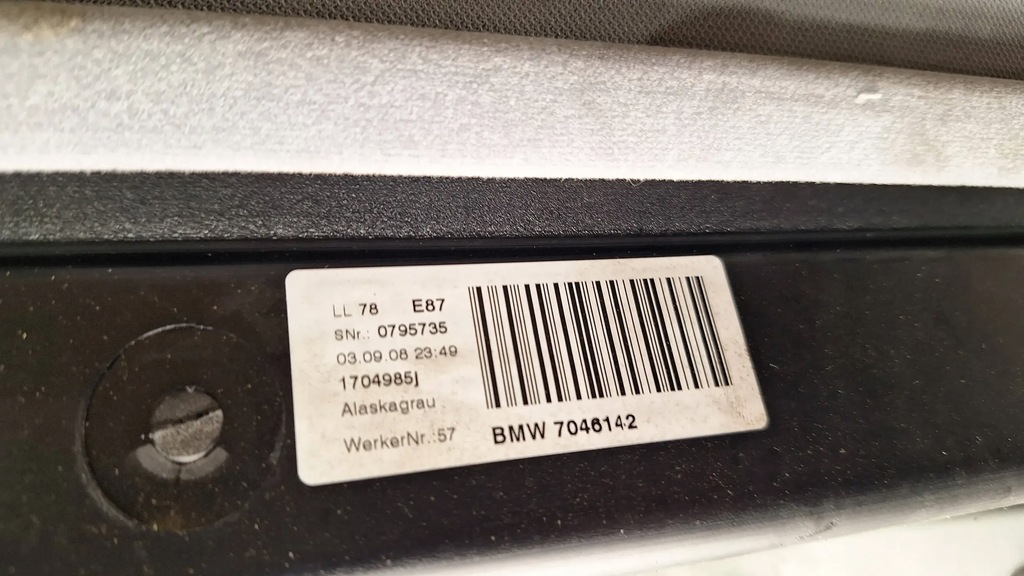 LL 78 E87
SNr.: 0795735
03.09.08 23:49
1704985j
Alaskagrau
WerkerNr.:57
BMW 7046142